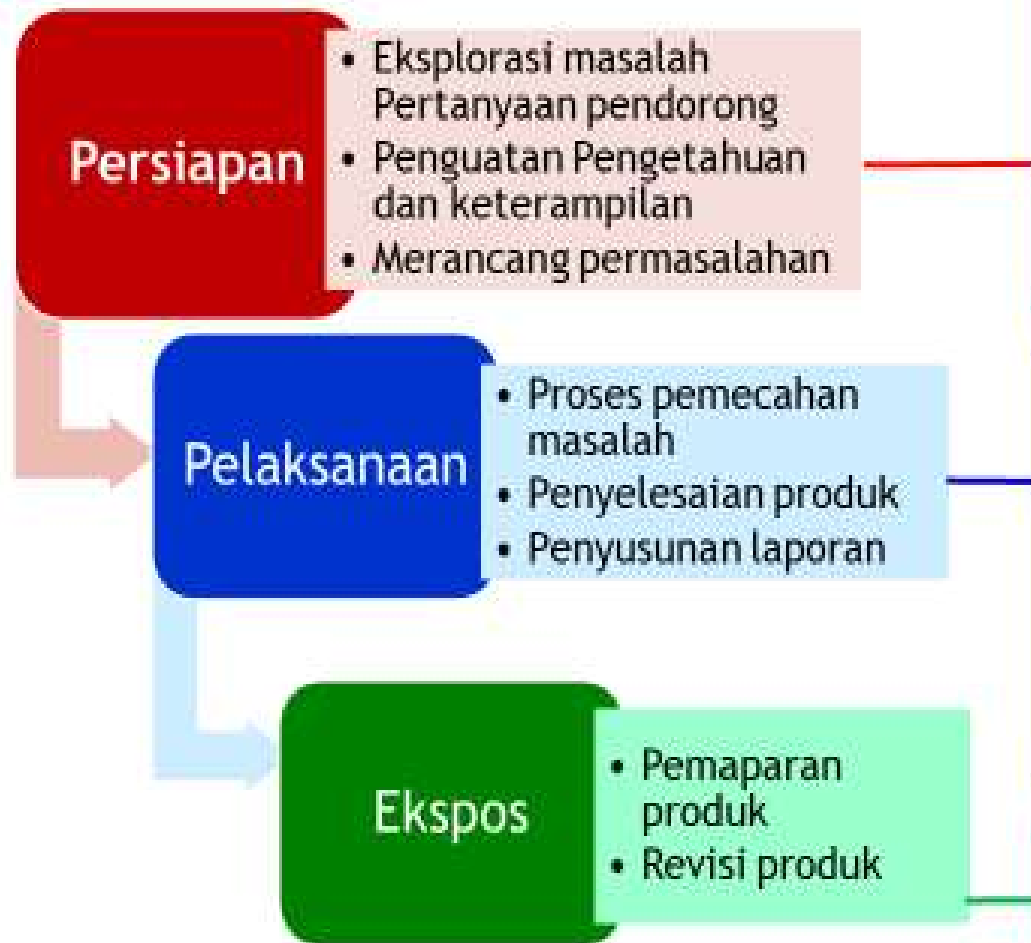 Persiapan
• Eksplorasi masalah
Pertanyaan pendorong
• Penguatan Pengetahuan
dan keterampilan
• Merancang permasalahan
Pelaksanaan
• Proses pemecahan
masalah
• Penyelesaian produk
• Penyusunan laporan
Ekspos
• Pemaparan
produk
• Revisi produk